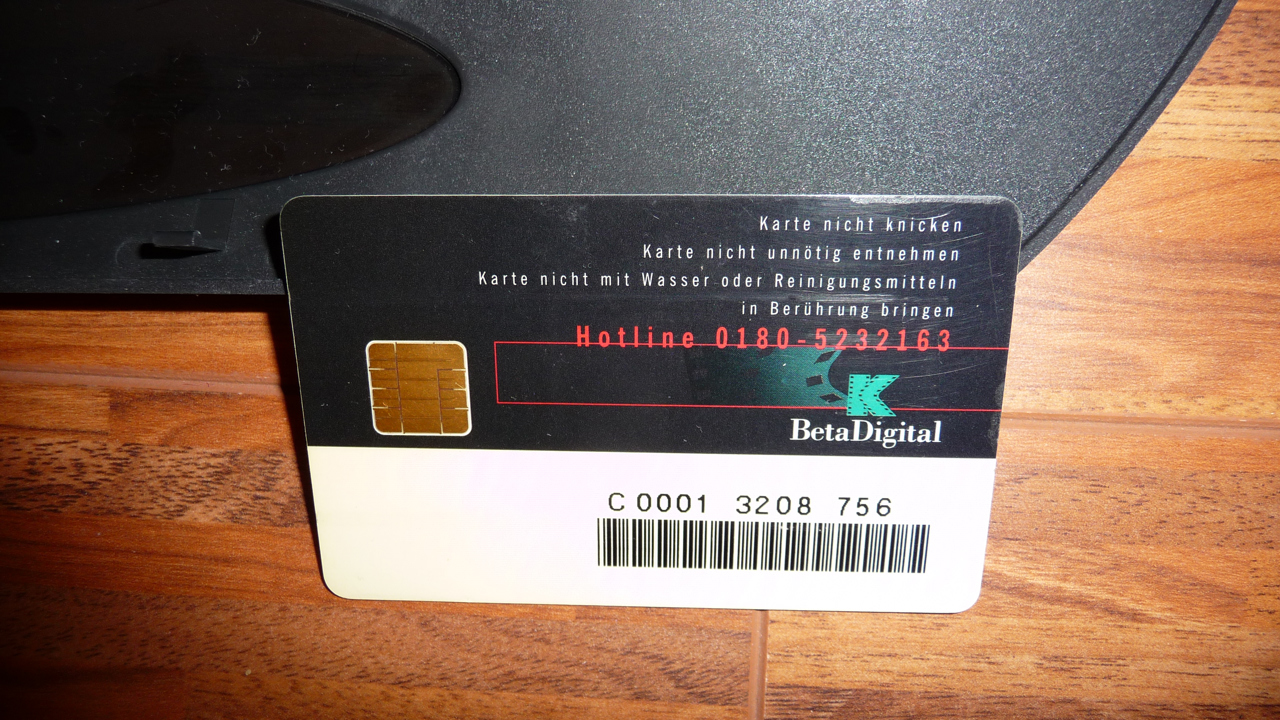 Karte nicht knicken
Karte nicht unnötig entnehmen
Karte nicht mit Wasser oder Reinigungsmitteln
in Berührung bringen
Hotline 0180-5232163
K
BetaDigital
C 0001 3208 756